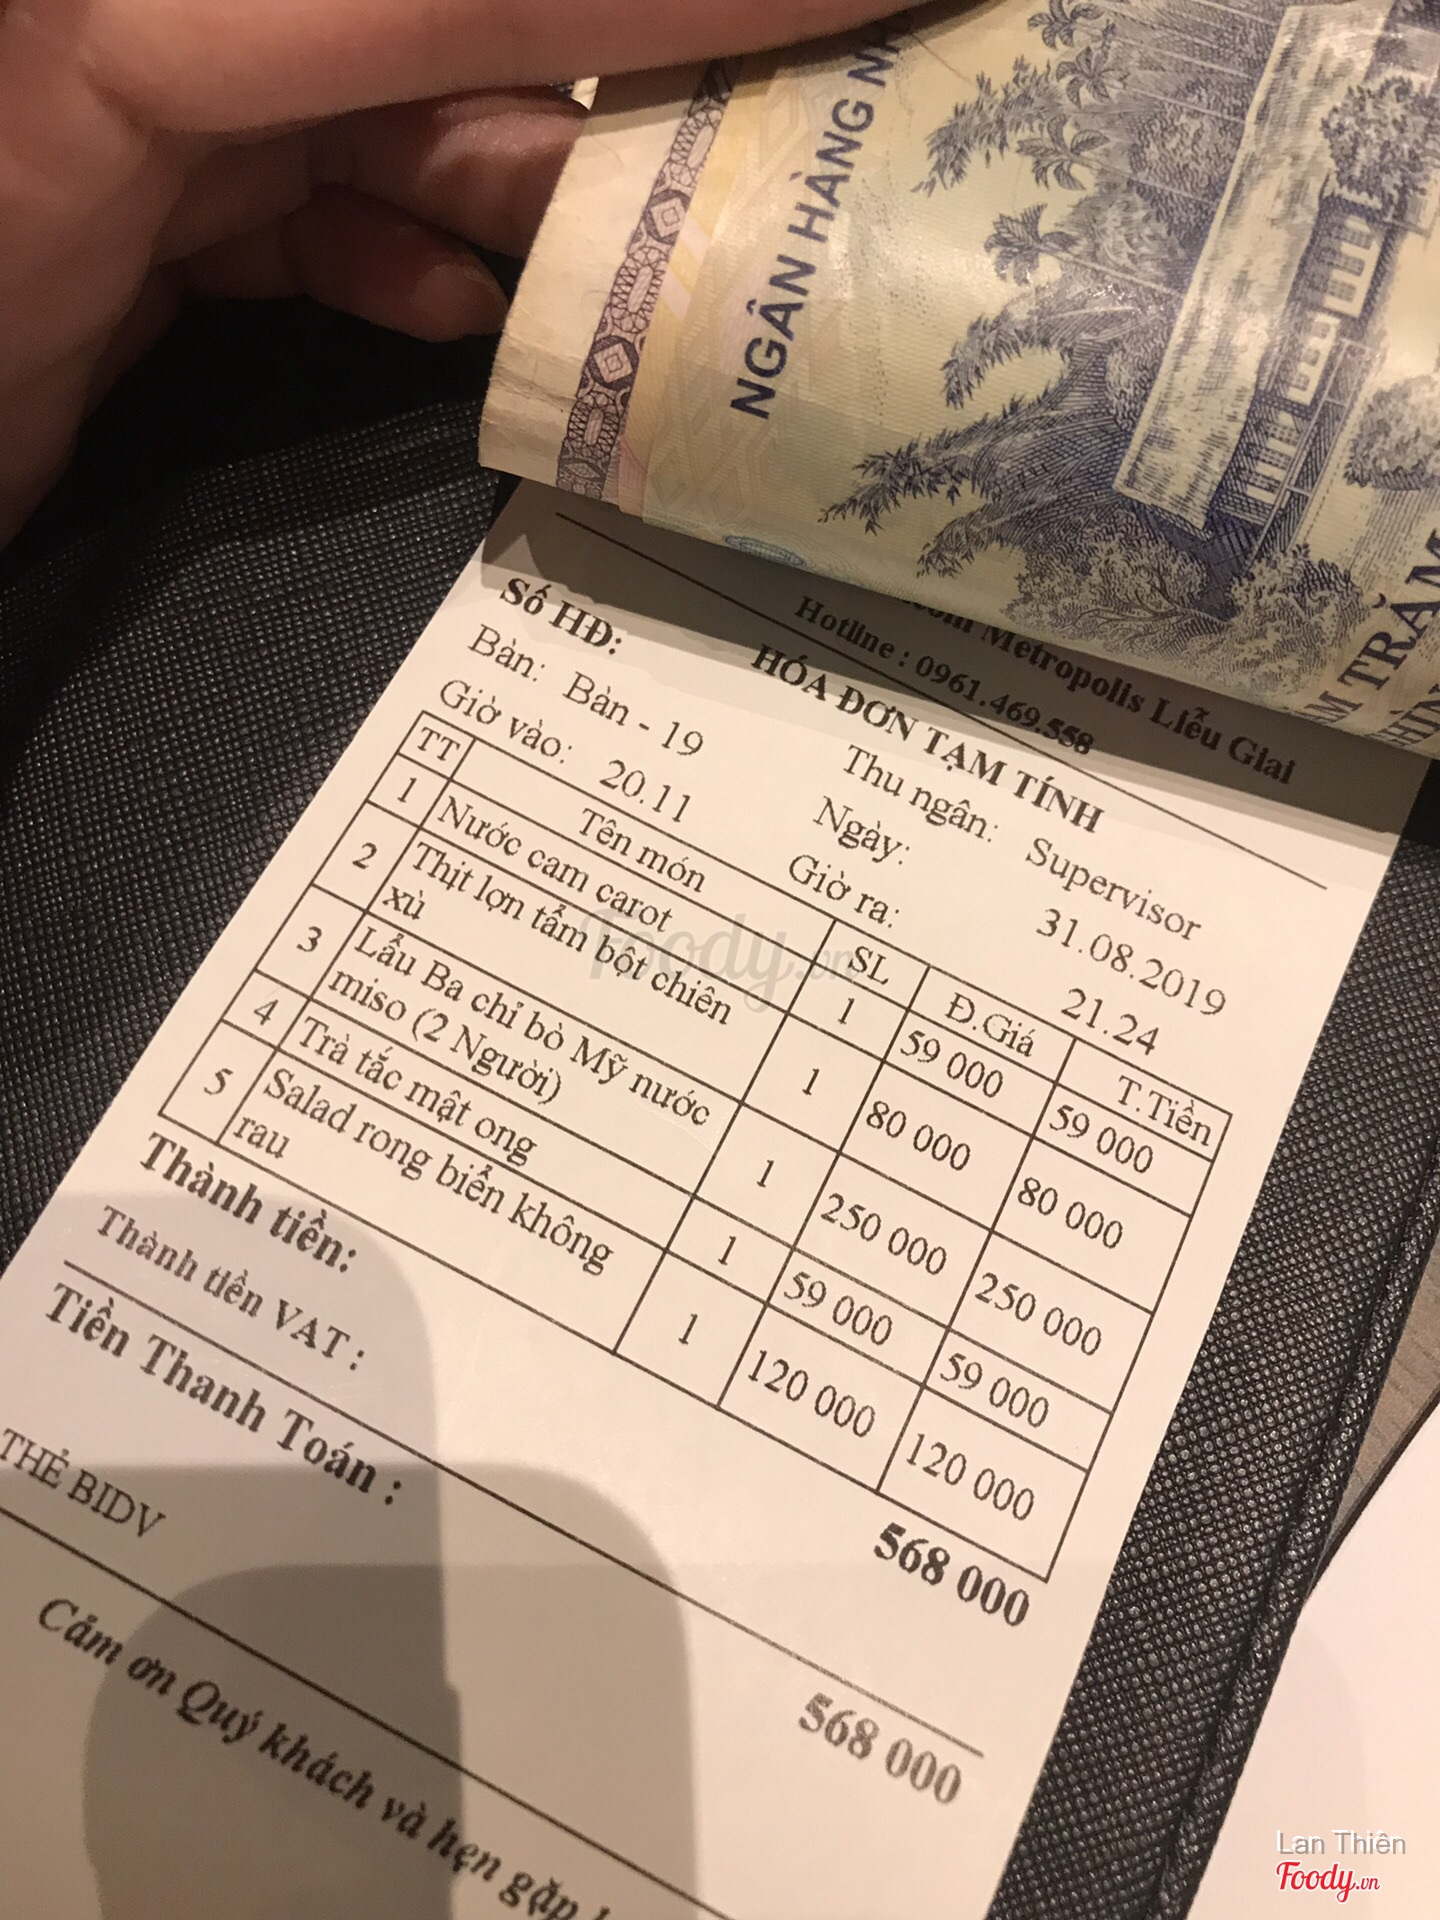 NGÂN HÀNG
TRĂM
Metropolis Liễu Giai
Hotline : 0961.469.558
HÓA ĐƠN TẠM TÍNH
Số HĐ:
Thu ngân: Supervisor
Bàn: Bàn - 19
Ngày: 31.08.2019
Giờ vào: 20.11
Giờ ra: 21.24
TT Tên món SL Đ.Giá T.Tiền
1 Nước cam carot 1 59 000 59 000
2 Thịt lợn tẩm bột chiên 1 80 000 80 000
xù
3 Lẩu Ba chỉ bò Mỹ nước 1 250 000 250 000
miso (2 Người)
4 Trà tắc mật ong 1 59 000 59 000
5 Salad rong biển không 1 120 000 120 000
rau
Thành tiền: 568 000
Thành tiền VAT :
Tiền Thanh Toán : 568 000
THẺ BIDV
Cảm ơn Quý khách và hẹn gặp
Foody.vn
Lan Thiên
Foody.vn